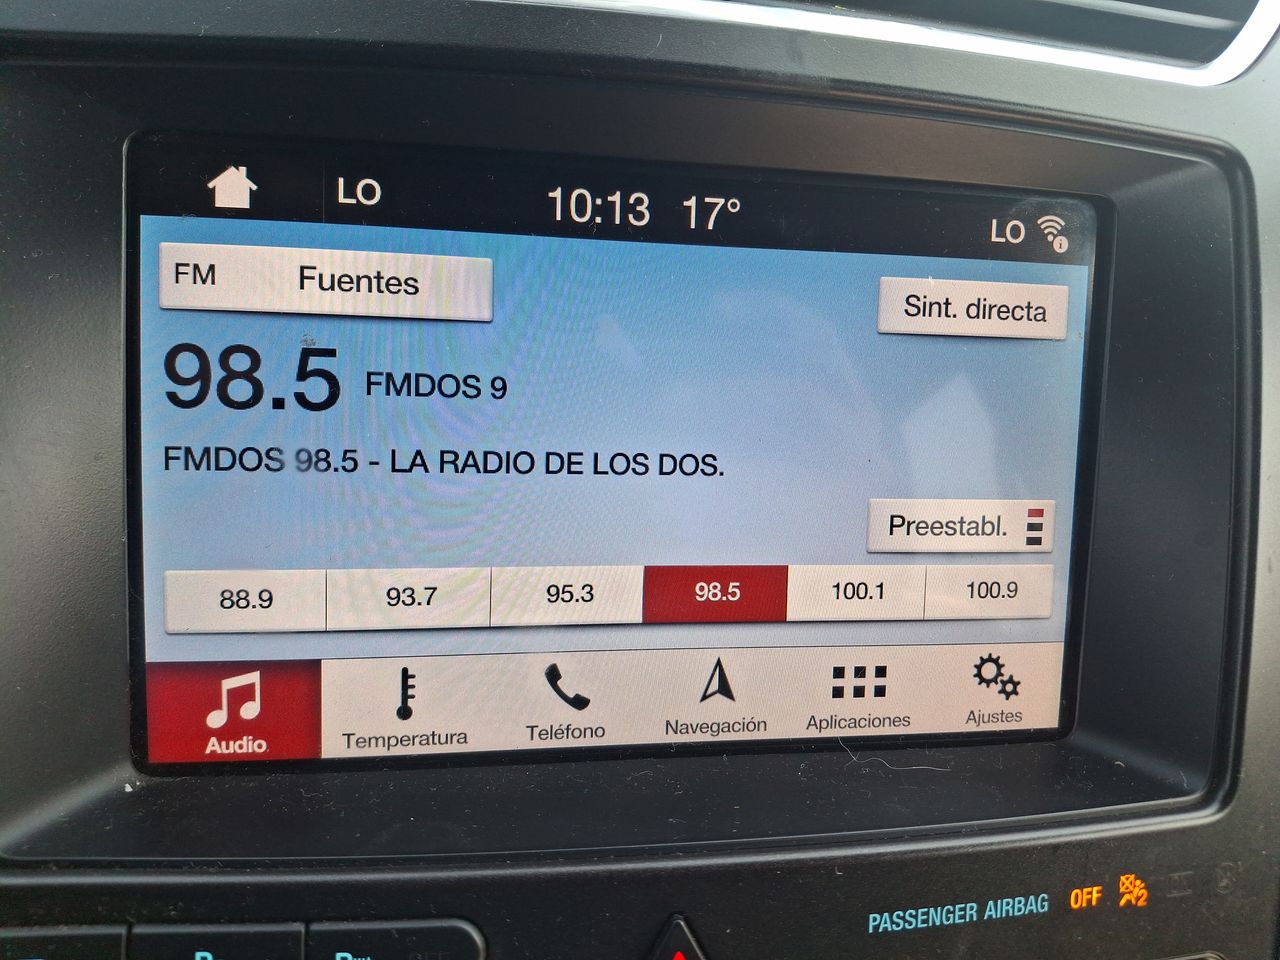 LO 10:13 17° LO
FM Fuentes
Sint. directa
98.5 FMDOS 9
FMDOS 98.5 - LA RADIO DE LOS DOS.
Preestabl.
88.9 93.7 95.3 98.5 100.1 100.9
Audio Temperatura Teléfono Navegación Aplicaciones Ajustes
PASSENGER AIRBAG OFF 2